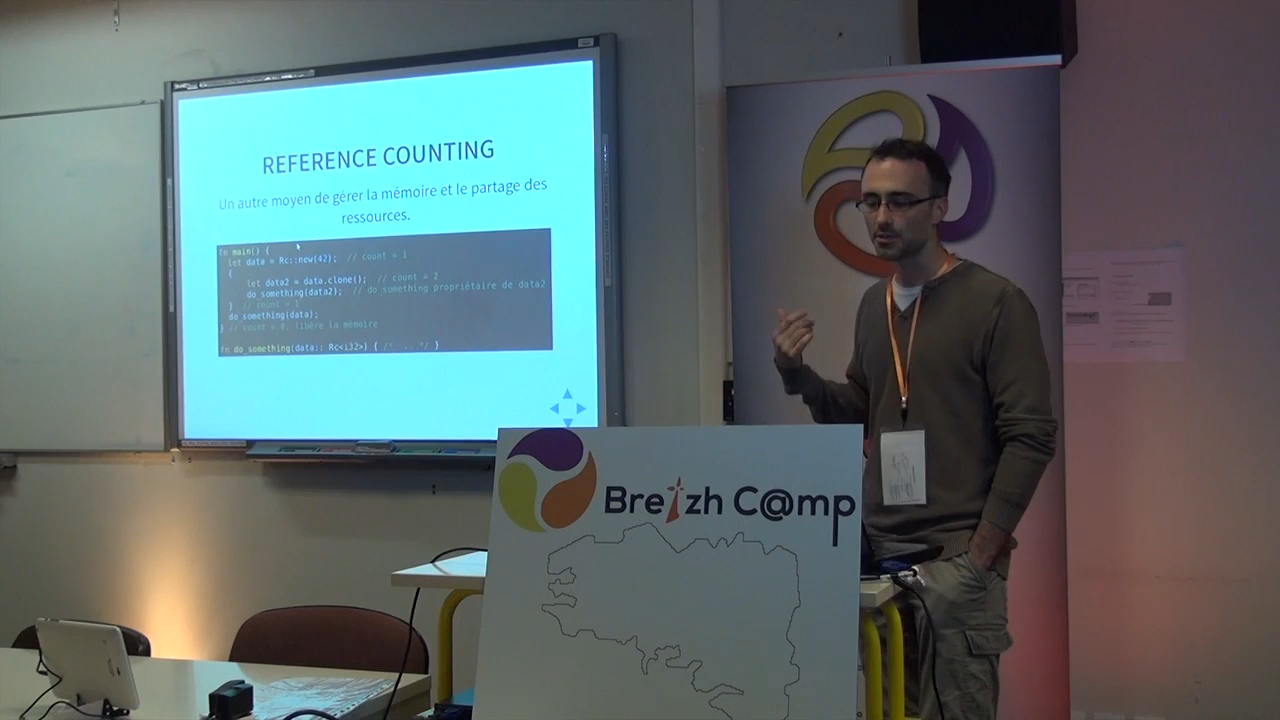 REFERENCE COUNTING
Un autre moyen de gérer la mémoire et le partage des
ressources.
fn main() {
let data = Rc::new(42); // count = 1
{
let data2 = data.clone(); // count = 2
do_something(data2); // do_something propriétaire de data2
} // count = 1
do_something(data);
} // count = 0, libère la mémoire
fn do_something(data:: Rc<i32>) { /* ... */ }
Breizh C@mp